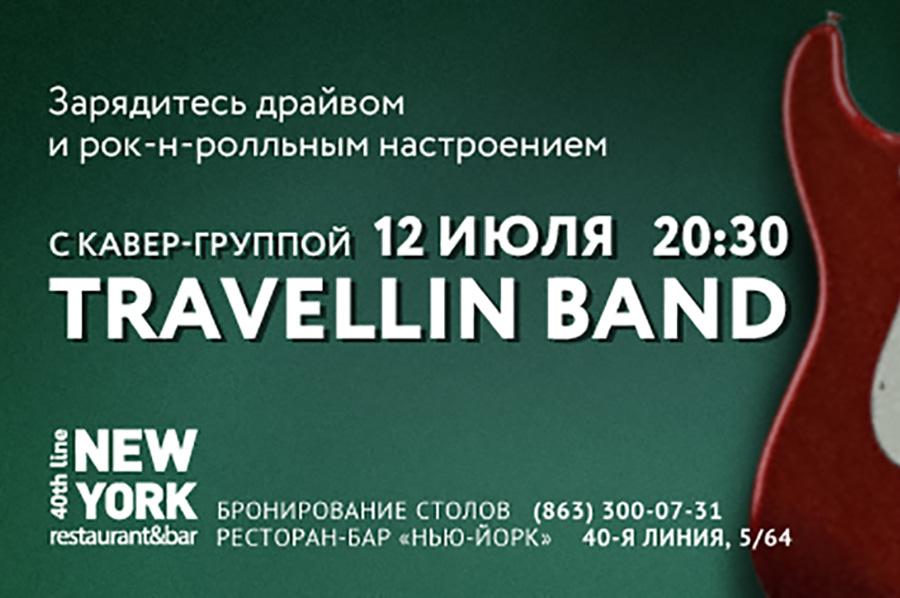 Зарядитесь драйвом
и рок-н-ролльным настроением
С КАВЕР-ГРУППОЙ 12 ИЮЛЯ 20:30
TRAVELLIN BAND
40th line
NEW
YORK
restaurant&bar
БРОНИРОВАНИЕ СТОЛОВ (863) 300-07-31
РЕСТОРАН-БАР «НЬЮ-ЙОРК» 40-Я ЛИНИЯ, 5/64